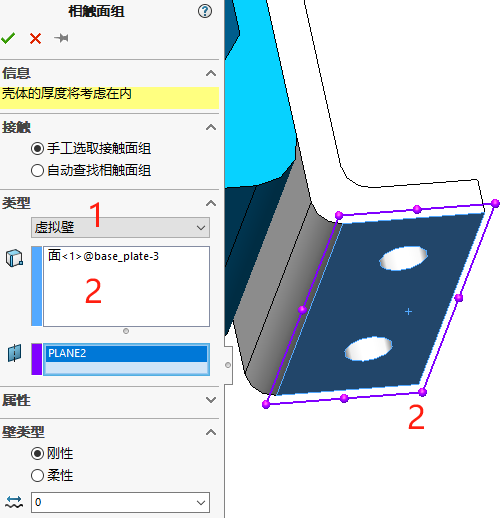 相触面组
信息
壳体的厚度将考虑在内
接触
手工选取接触面组
自动查找相触面组
类型
1
虚拟壁
面<1>@base_plate-3
2
PLANE2
属性
2
壁类型
刚性
柔性
0